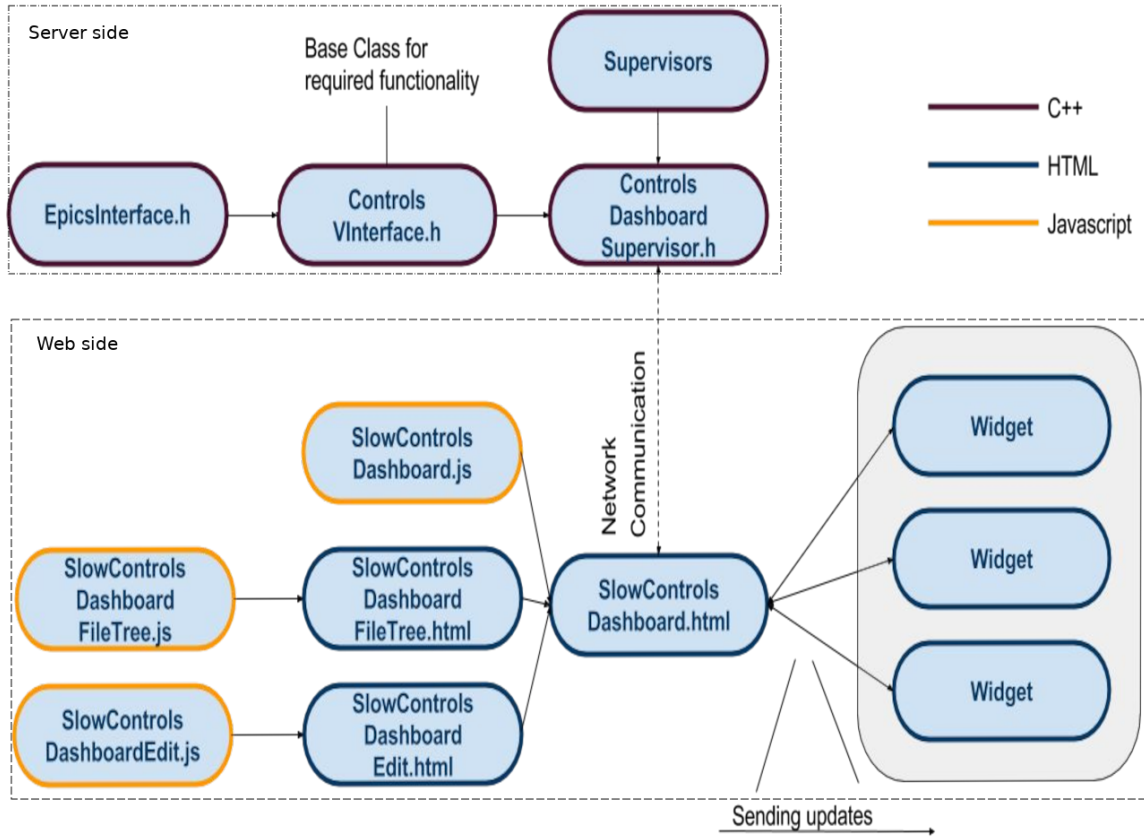 Server side
Base Class for
required functionality
Supervisors
EpicsInterface.h
Controls
VInterface.h
Controls
Dashboard
Supervisor.h
C++
HTML
Javascript
Web side
Network
Communication
SlowControls
Dashboard.js
SlowControls
Dashboard
FileTree.js
SlowControls
Dashboard
FileTree.html
SlowControls
Dashboard.html
SlowControls
DashboardEdit.js
SlowControls
Dashboard
Edit.html
Widget
Widget
Widget
Sending updates